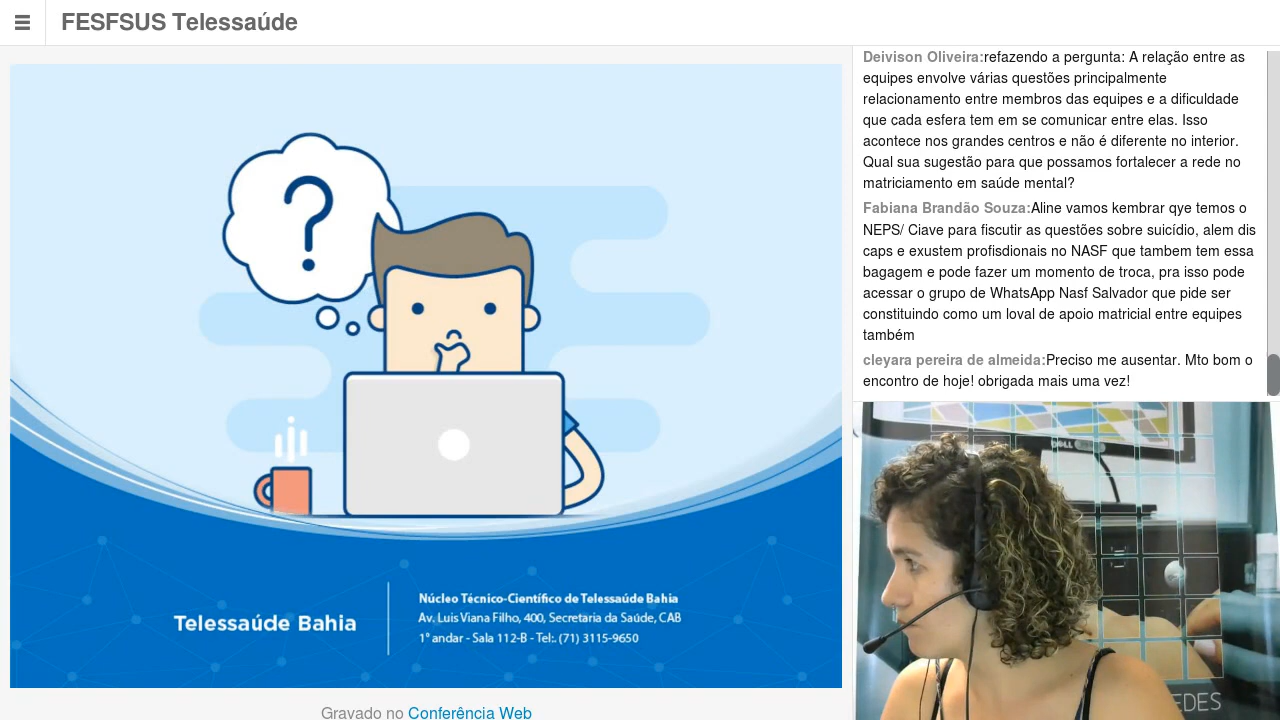 FESFSUS Telessaúde
?
Telessaúde Bahia
Núcleo Técnico-Científico de Telessaúde Bahia
Av. Luis Viana Filho, 400, Secretaria da Saúde, CAB
1º andar - Sala 112-B - Tel:. (71) 3115-9650
Gravado no Conferência Web
Deivison Oliveira:refazendo a pergunta: A relação entre as
equipes envolve várias questões principalmente
relacionamento entre membros das equipes e a dificuldade
que cada esfera tem em se comunicar entre elas. Isso
acontece nos grandes centros e não é diferente no interior.
Qual sua sugestão para que possamos fortalecer a rede no
matriciamento em saúde mental?
Fabiana Brandão Souza:Aline vamos kembrar qye temos o
NEPS/ Ciave para fiscutir as questões sobre suicídio, alem dis
caps e exustem profisdionais no NASF que tambem tem essa
bagagem e pode fazer um momento de troca, pra isso pode
acessar o grupo de WhatsApp Nasf Salvador que pide ser
constituindo como um loval de apoio matricial entre equipes
também
cleyara pereira de almeida:Preciso me ausentar. Mto bom o
encontro de hoje! obrigada mais uma vez!
DELL
EDES